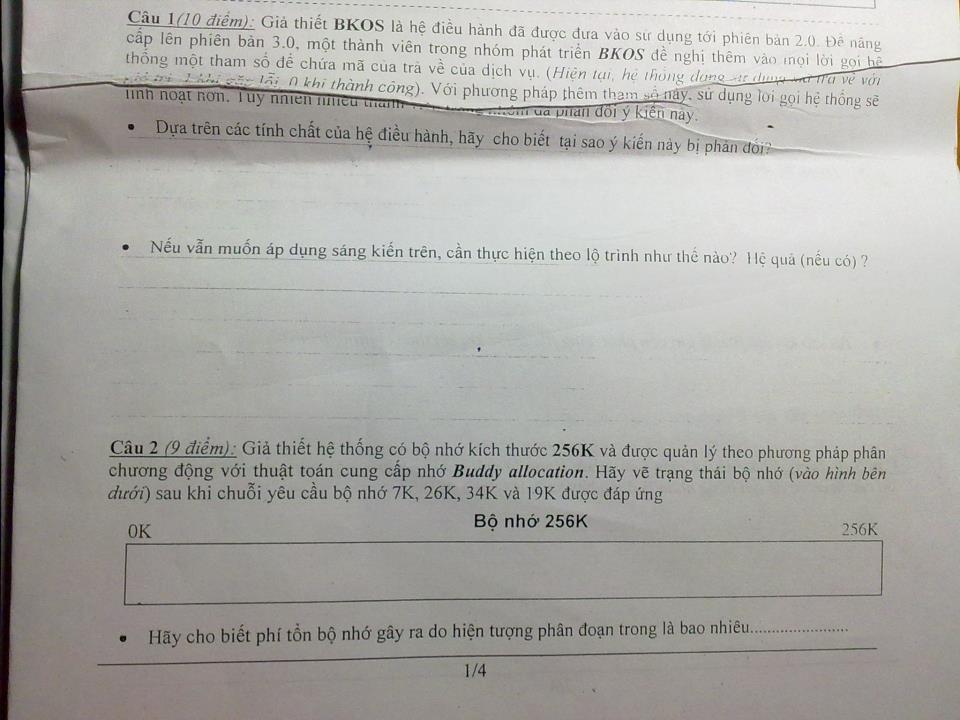 Câu 1(10 điểm): Giả thiết BKOS là hệ điều hành đã được đưa vào sử dụng tới phiên bản 2.0. Để nâng
cấp lên phiên bản 3.0, một thành viên trong nhóm phát triển BKOS đề nghị thêm vào mọi lời gọi hệ
thống một tham số để chứa mã của trả về của dịch vụ. (Hiện tại, hệ thống đang sử dụng mã trả về với
khi gặp lỗi, 0 khi thành công). Với phương pháp thêm tham số này, sử dụng lời gọi hệ thống sẽ
linh hoạt hơn. Tuy nhiên nhiều thành nhóm đã phản đối ý kiến này.
• Dựa trên các tính chất của hệ điều hành, hãy cho biết tại sao ý kiến này bị phản đối?
• Nếu vẫn muốn áp dụng sáng kiến trên, cần thực hiện theo lộ trình như thế nào? Hệ quả (nếu có) ?
Câu 2 (9 điểm): Giả thiết hệ thống có bộ nhớ kích thước 256K và được quản lý theo phương pháp phân
chương động với thuật toán cung cấp nhớ Buddy allocation. Hãy vẽ trạng thái bộ nhớ (vào hình bên
dưới) sau khi chuỗi yêu cầu bộ nhớ 7K, 26K, 34K và 19K được đáp ứng
Bộ nhớ 256K
0K 256K
• Hãy cho biết phí tổn bộ nhớ gây ra do hiện tượng phân đoạn trong là bao nhiêu......................
1/4